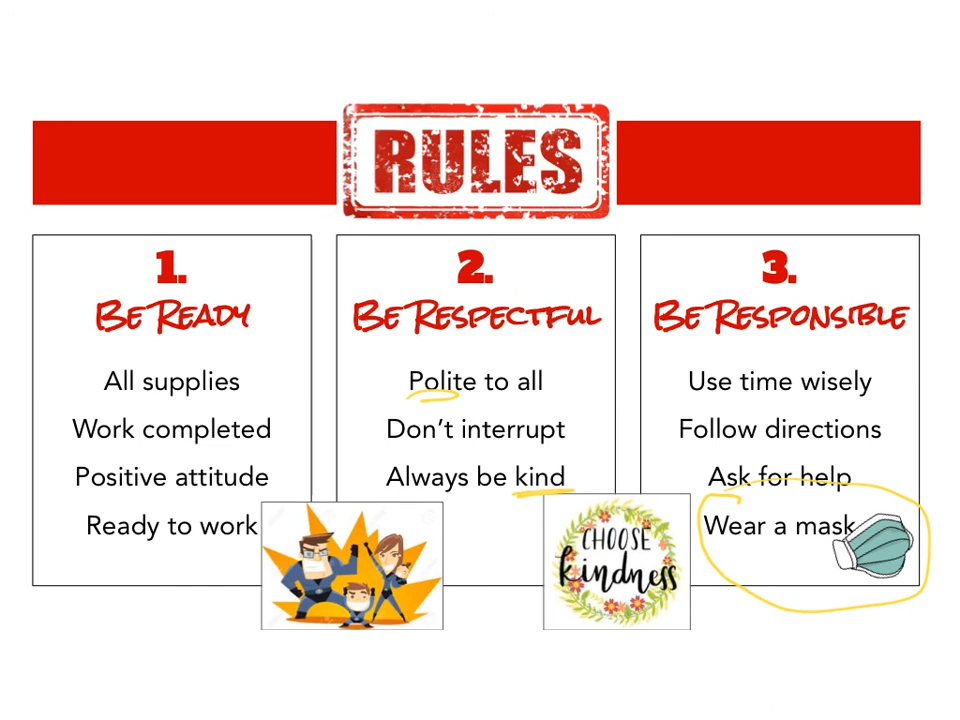 RULES
1.
Be Ready
All supplies
Work completed
Positive attitude
Ready to work
2.
Be Respectful
Polite to all
Don't interrupt
Always be kind
CHOOSE
kindness
3.
Be Responsible
Use time wisely
Follow directions
Ask for help
Wear a mask